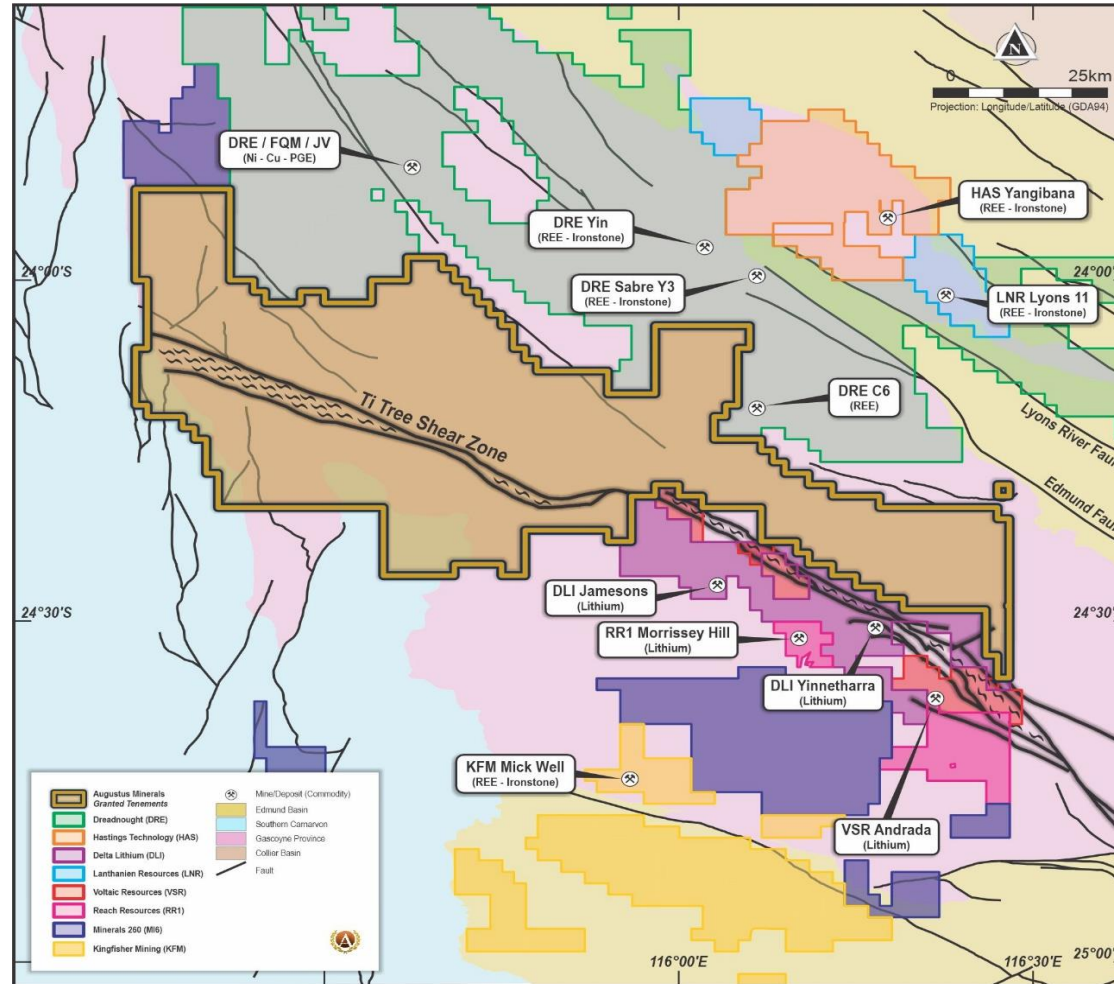 N
0 25km
Projection: Longitude/Latitude (GDA94)
DRE / FQM / JV
(Ni - Cu - PGE)
HAS Yangibana
(REE - Ironstone)
DRE Yin
(REE - Ironstone)
24°00'S
24°00'S
DRE Sabre Y3
(REE - Ironstone)
LNR Lyons 11
(REE - Ironstone)
DRE C6
(REE)
Ti Tree Shear Zone
Lyons River Fault
Edmund Fault
DLI Jamesons
(Lithium)
24°30'S
24°30'S
RR1 Morrissey Hill
(Lithium)
DLI Yinnetharra
(Lithium)
KFM Mick Well
(REE - Ironstone)
VSR Andrada
(Lithium)
Augustus Minerals
Granted Tenements
Dreadnought (DRE)
Hastings Technology (HAS)
Delta Lithium (DLI)
Lanthanien Resources (LNR)
Voltaic Resources (VSR)
Reach Resources (RR1)
Minerals 260 (MI6)
Kingfisher Mining (KFM)
Mine/Deposit (Commodity)
Edmund Basin
Southern Carnarvon
Gascoyne Province
Collier Basin
Fault
A
116°00'E
116°30'E
25°00'